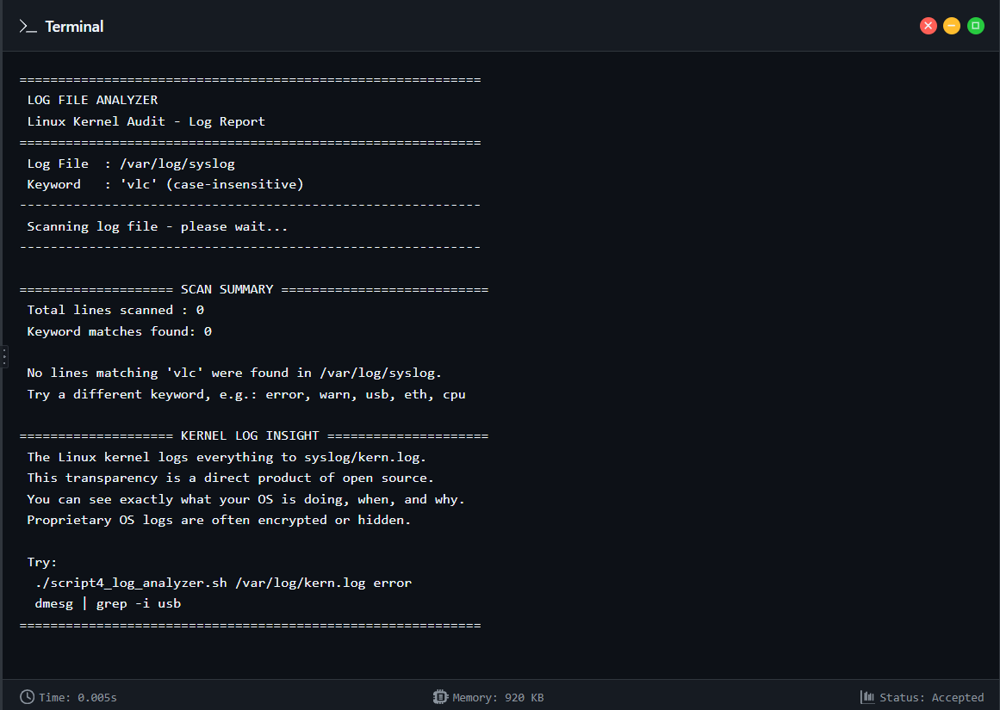 >_ Terminal
============================================================
LOG FILE ANALYZER
Linux Kernel Audit - Log Report
============================================================
Log File  : /var/log/syslog
Keyword   : 'vlc' (case-insensitive)
------------------------------------------------------------
Scanning log file - please wait...
------------------------------------------------------------
==================== SCAN SUMMARY ===========================
Total lines scanned : 0
Keyword matches found: 0
No lines matching 'vlc' were found in /var/log/syslog.
Try a different keyword, e.g.: error, warn, usb, eth, cpu
==================== KERNEL LOG INSIGHT =====================
The Linux kernel logs everything to syslog/kern.log.
This transparency is a direct product of open source.
You can see exactly what your OS is doing, when, and why.
Proprietary OS logs are often encrypted or hidden.
Try:
./script4_log_analyzer.sh /var/log/kern.log error
dmesg | grep -i usb
============================================================
Time: 0.005s
Memory: 920 KB
Status: Accepted